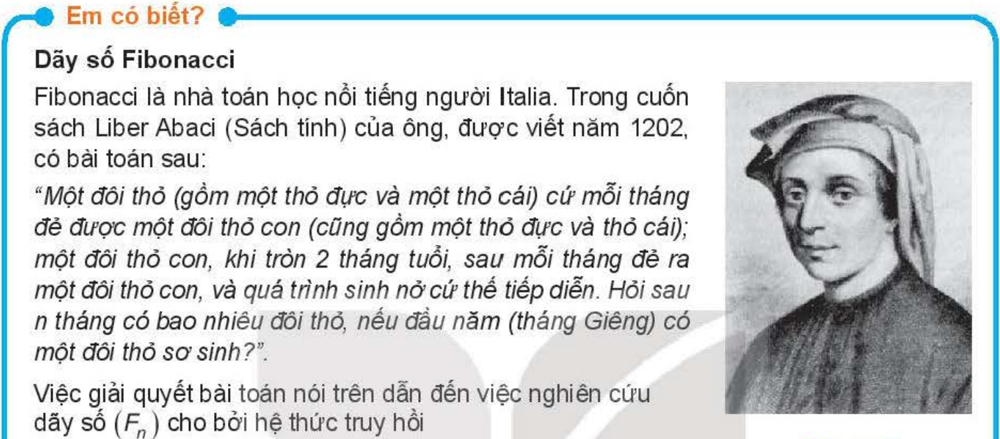 Em có biết?
Dãy số Fibonacci
Fibonacci là nhà toán học nổi tiếng người Italia. Trong cuốn
sách Liber Abaci (Sách tính) của ông, được viết năm 1202,
có bài toán sau:
“Một đôi thỏ (gồm một thỏ đực và một thỏ cái) cứ mỗi tháng
đẻ được một đôi thỏ con (cũng gồm một thỏ đực và thỏ cái);
một đôi thỏ con, khi tròn 2 tháng tuổi, sau mỗi tháng đẻ ra
một đôi thỏ con, và quá trình sinh nở cứ thế tiếp diễn. Hỏi sau
n tháng có bao nhiêu đôi thỏ, nếu đầu năm (tháng Giêng) có
một đôi thỏ sơ sinh?”.
Việc giải quyết bài toán nói trên dẫn đến việc nghiên cứu
dãy số (Fₙ) cho bởi hệ thức truy hồi